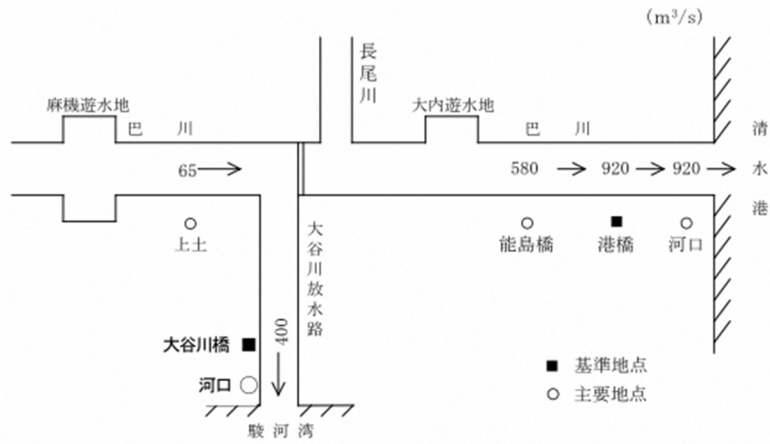 (m³/s)
長尾川
麻機遊水地
巴川
大内遊水地
巴川
清水港
65
580
920
920
上土
能島橋
港橋
河口
大谷川放水路
400
大谷川橋
河口
基準地点
主要地点
駿河湾